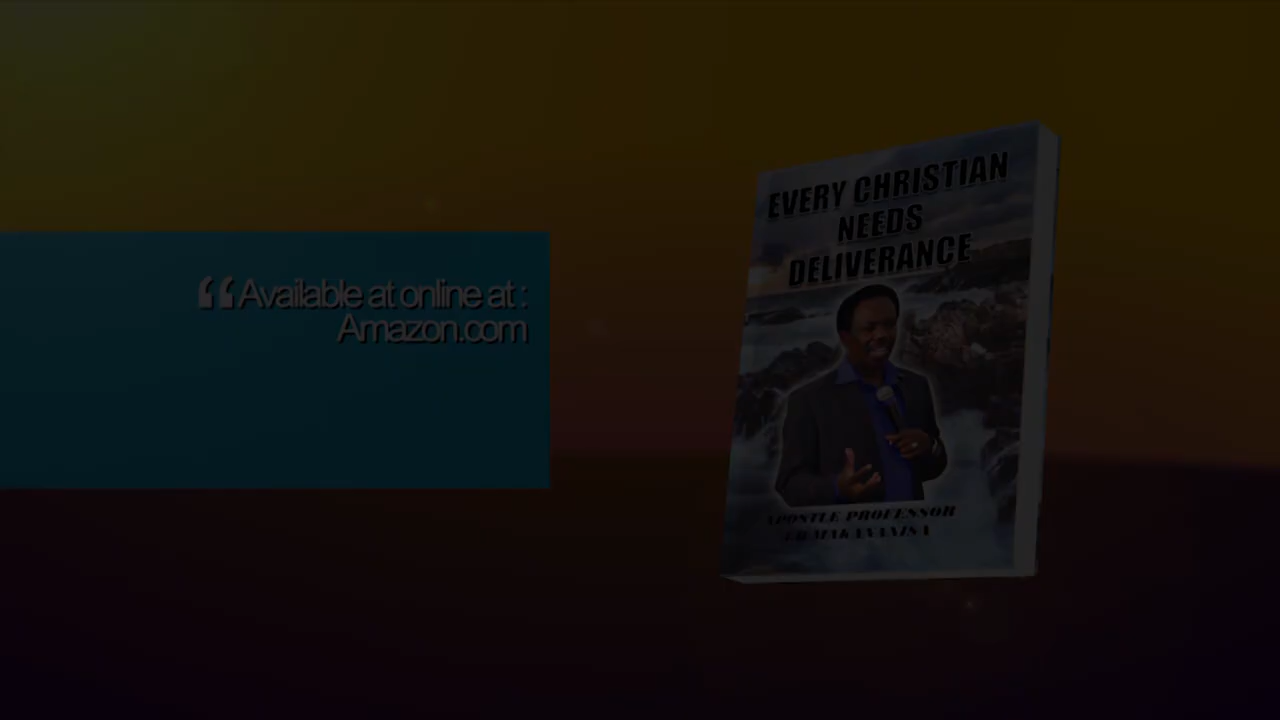 “Available at online at :
Amazon.com
EVERY CHRISTIAN
NEEDS
DELIVERANCE
APOSTLE PROFESSOR